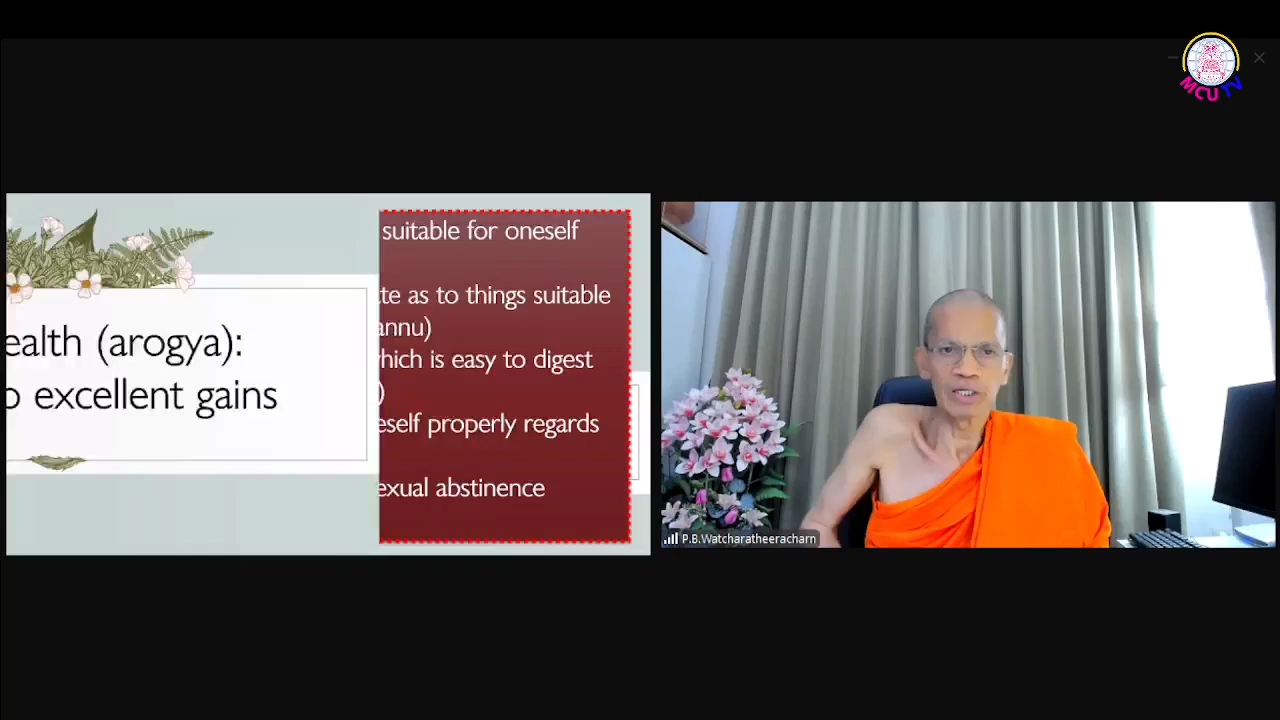 MCU TV
ealth (arogya):
o excellent gains
suitable for oneself
te as to things suitable
annu)
hich is easy to digest
)
eself properly regards
exual abstinence
P.B.Watcharatheeracharn